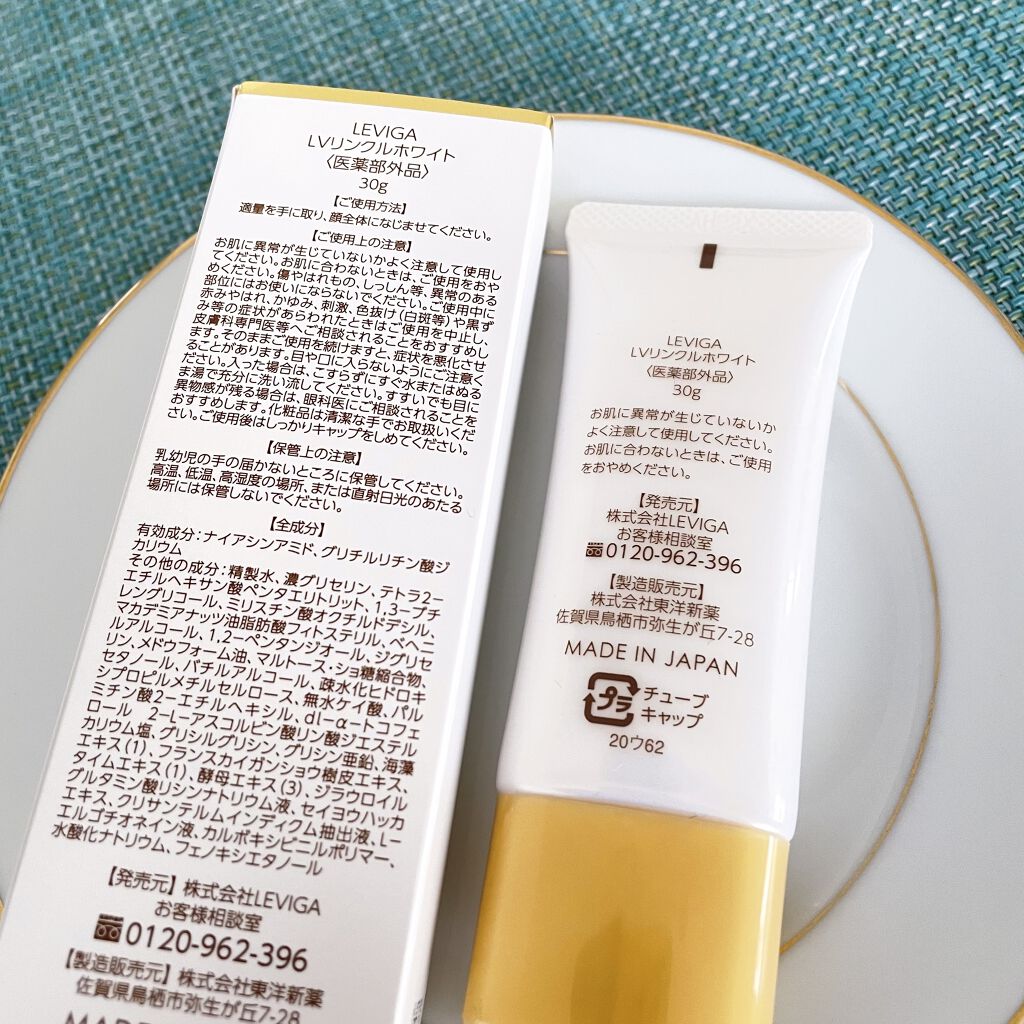 LEVIGA
LVリンクルホワイト
〈医薬部外品〉
30g
【ご使用方法】
適量を手に取り、顔全体になじませてください。
【ご使用上の注意】
お肌に異常が生じていないかよく注意して使用し
てください。お肌に合わないときは、ご使用をおや
めください。傷やはれもの、しっしん等、異常のある
部位にはお使いにならないでください。ご使用中に
赤みやはれ、かゆみ、刺激、色抜け(白斑等)や黒ず
み等の症状があらわれたときはご使用を中止し、
皮膚科専門医等へご相談されることをおすすめし
ます。そのままご使用を続けますと、症状を悪化させ
ることがあります。目や口に入らないようにご注意く
ださい。入った場合は、こすらずにすぐ水またはぬる
ま湯で充分に洗い流してください。すすいでも目に
異物感が残る場合は、眼科医にご相談されることを
おすすめします。化粧品は清潔な手でお取扱いくだ
さい。ご使用後はしっかりキャップをしめてください。
【保管上の注意】
乳幼児の手の届かないところに保管してください。
高温、低温、高湿度の場所、または直射日光のあたる
場所には保管しないでください。
【全成分】
有効成分:ナイアシンアミド、グリチルリチン酸ジ
カリウム
その他の成分:精製水、濃グリセリン、テトラ2-
エチルヘキサン酸ペンタエリトリット、1,3-ブチ
レングリコール、ミリスチン酸オクチルドデシル、
マカデミアナッツ油脂肪酸フィトステリル、ベヘニ
ルアルコール、1,2-ペンタンジオール、ジグリセ
リン、メドウフォーム油、マルトース・ショ糖縮合物、
セタノール、バチルアルコール、疎水化ヒドロキ
シプロピルメチルセルロース、無水ケイ酸、パル
ミチン酸2-エチルヘキシル、dl-α-トコフェ
ロール、2-L-アスコルビン酸リン酸ジエステル
カリウム塩、グリシルグリシン、グリシン亜鉛、海藻
エキス(1)、フランスカイガンショウ樹皮エキス、
タイムエキス(1)、酵母エキス(3)、ジラウロイル
グルタミン酸リシンナトリウム液、セイヨウハッカ
エキス、クリサンテルムインディクム抽出液、L-
エルゴチオネイン液、カルボキシビニルポリマー、
水酸化ナトリウム、フェノキシエタノール
【発売元】株式会社LEVIGA
お客様相談室
0120-962-396
【製造販売元】株式会社東洋新薬
佐賀県鳥栖市弥生が丘7-28
LEVIGA
LVリンクルホワイト
〈医薬部外品〉
30g
お肌に異常が生じていないか
よく注意して使用してください。
お肌に合わないときは、ご使用
をおやめください。
【発売元】
株式会社LEVIGA
お客様相談室
0120-962-396
【製造販売元】
株式会社東洋新薬
佐賀県鳥栖市弥生が丘7-28
MADE IN JAPAN
プラ
チューブ
キャップ
20ウ62